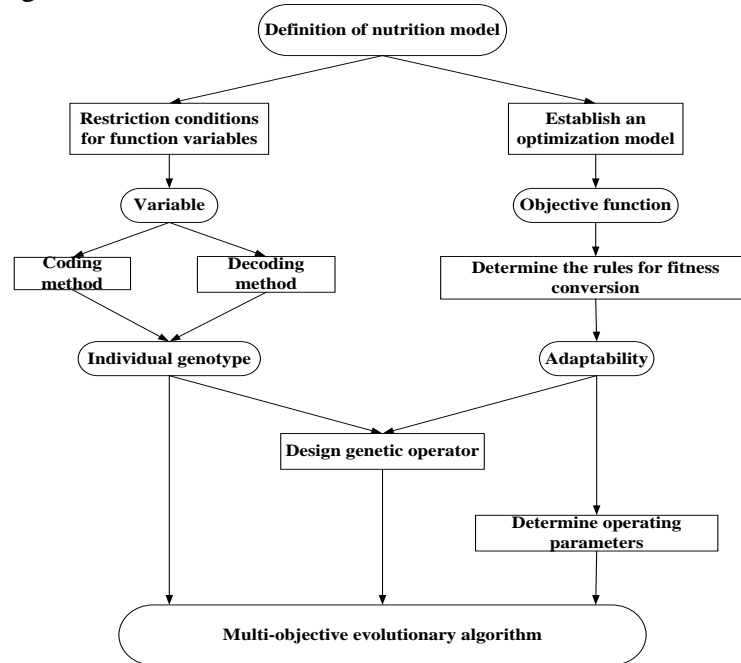 Definition of nutrition model
Restriction conditions
for function variables
Establish an
optimization model
Variable
Objective function
Coding
method
Decoding
method
Determine the rules for fitness
conversion
Individual genotype
Adaptability
Design genetic operator
Determine operating
parameters
Multi-objective evolutionary algorithm